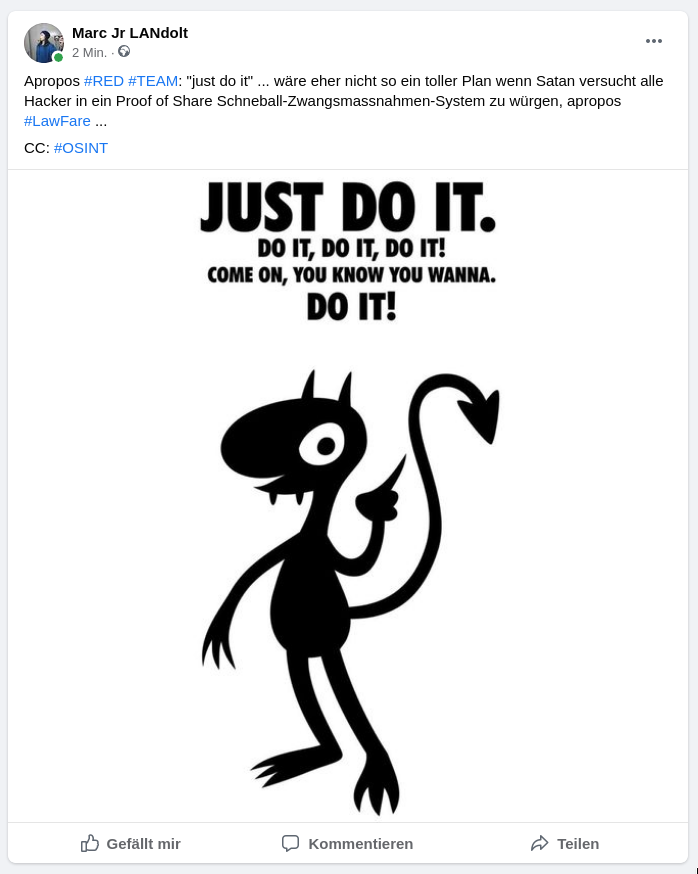 Marc Jr LANdolt
2 Min. ·
Apropos #RED #TEAM: "just do it" ... wäre eher nicht so ein toller Plan wenn Satan versucht alle
Hacker in ein Proof of Share Schneball-Zwangsmassnahmen-System zu würgen, apropos
#LawFare ...
CC: #OSINT
JUST DO IT.
DO IT, DO IT, DO IT!
COME ON, YOU KNOW YOU WANNA.
DO IT!
Gefällt mir Kommentieren Teilen